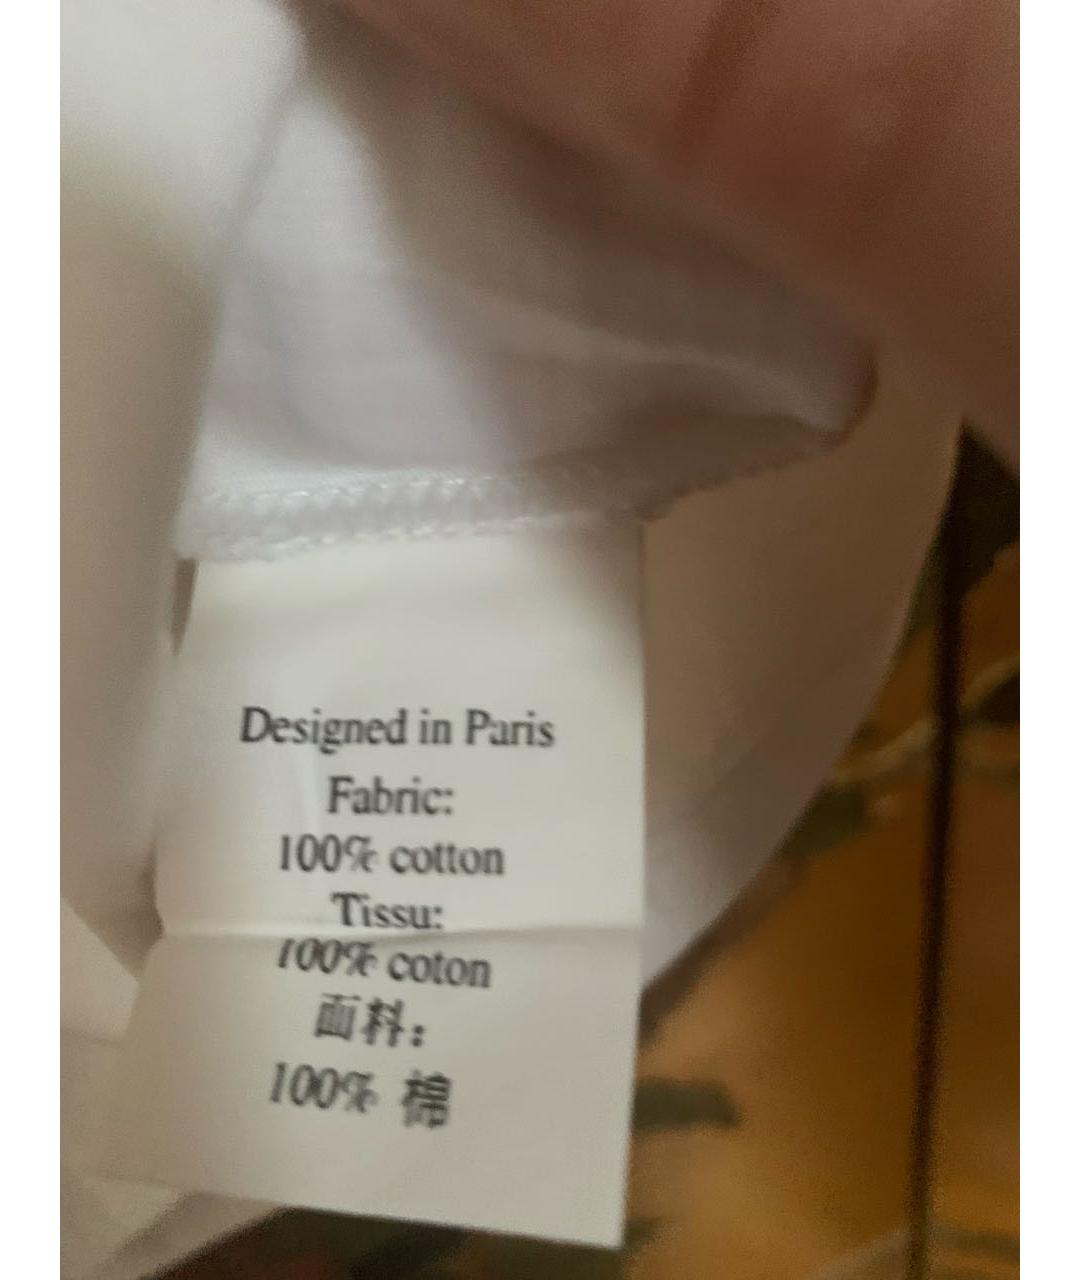 Designed in Paris
Fabric:
100% cotton
Tissu:
100% coton
面料：
100% 棉